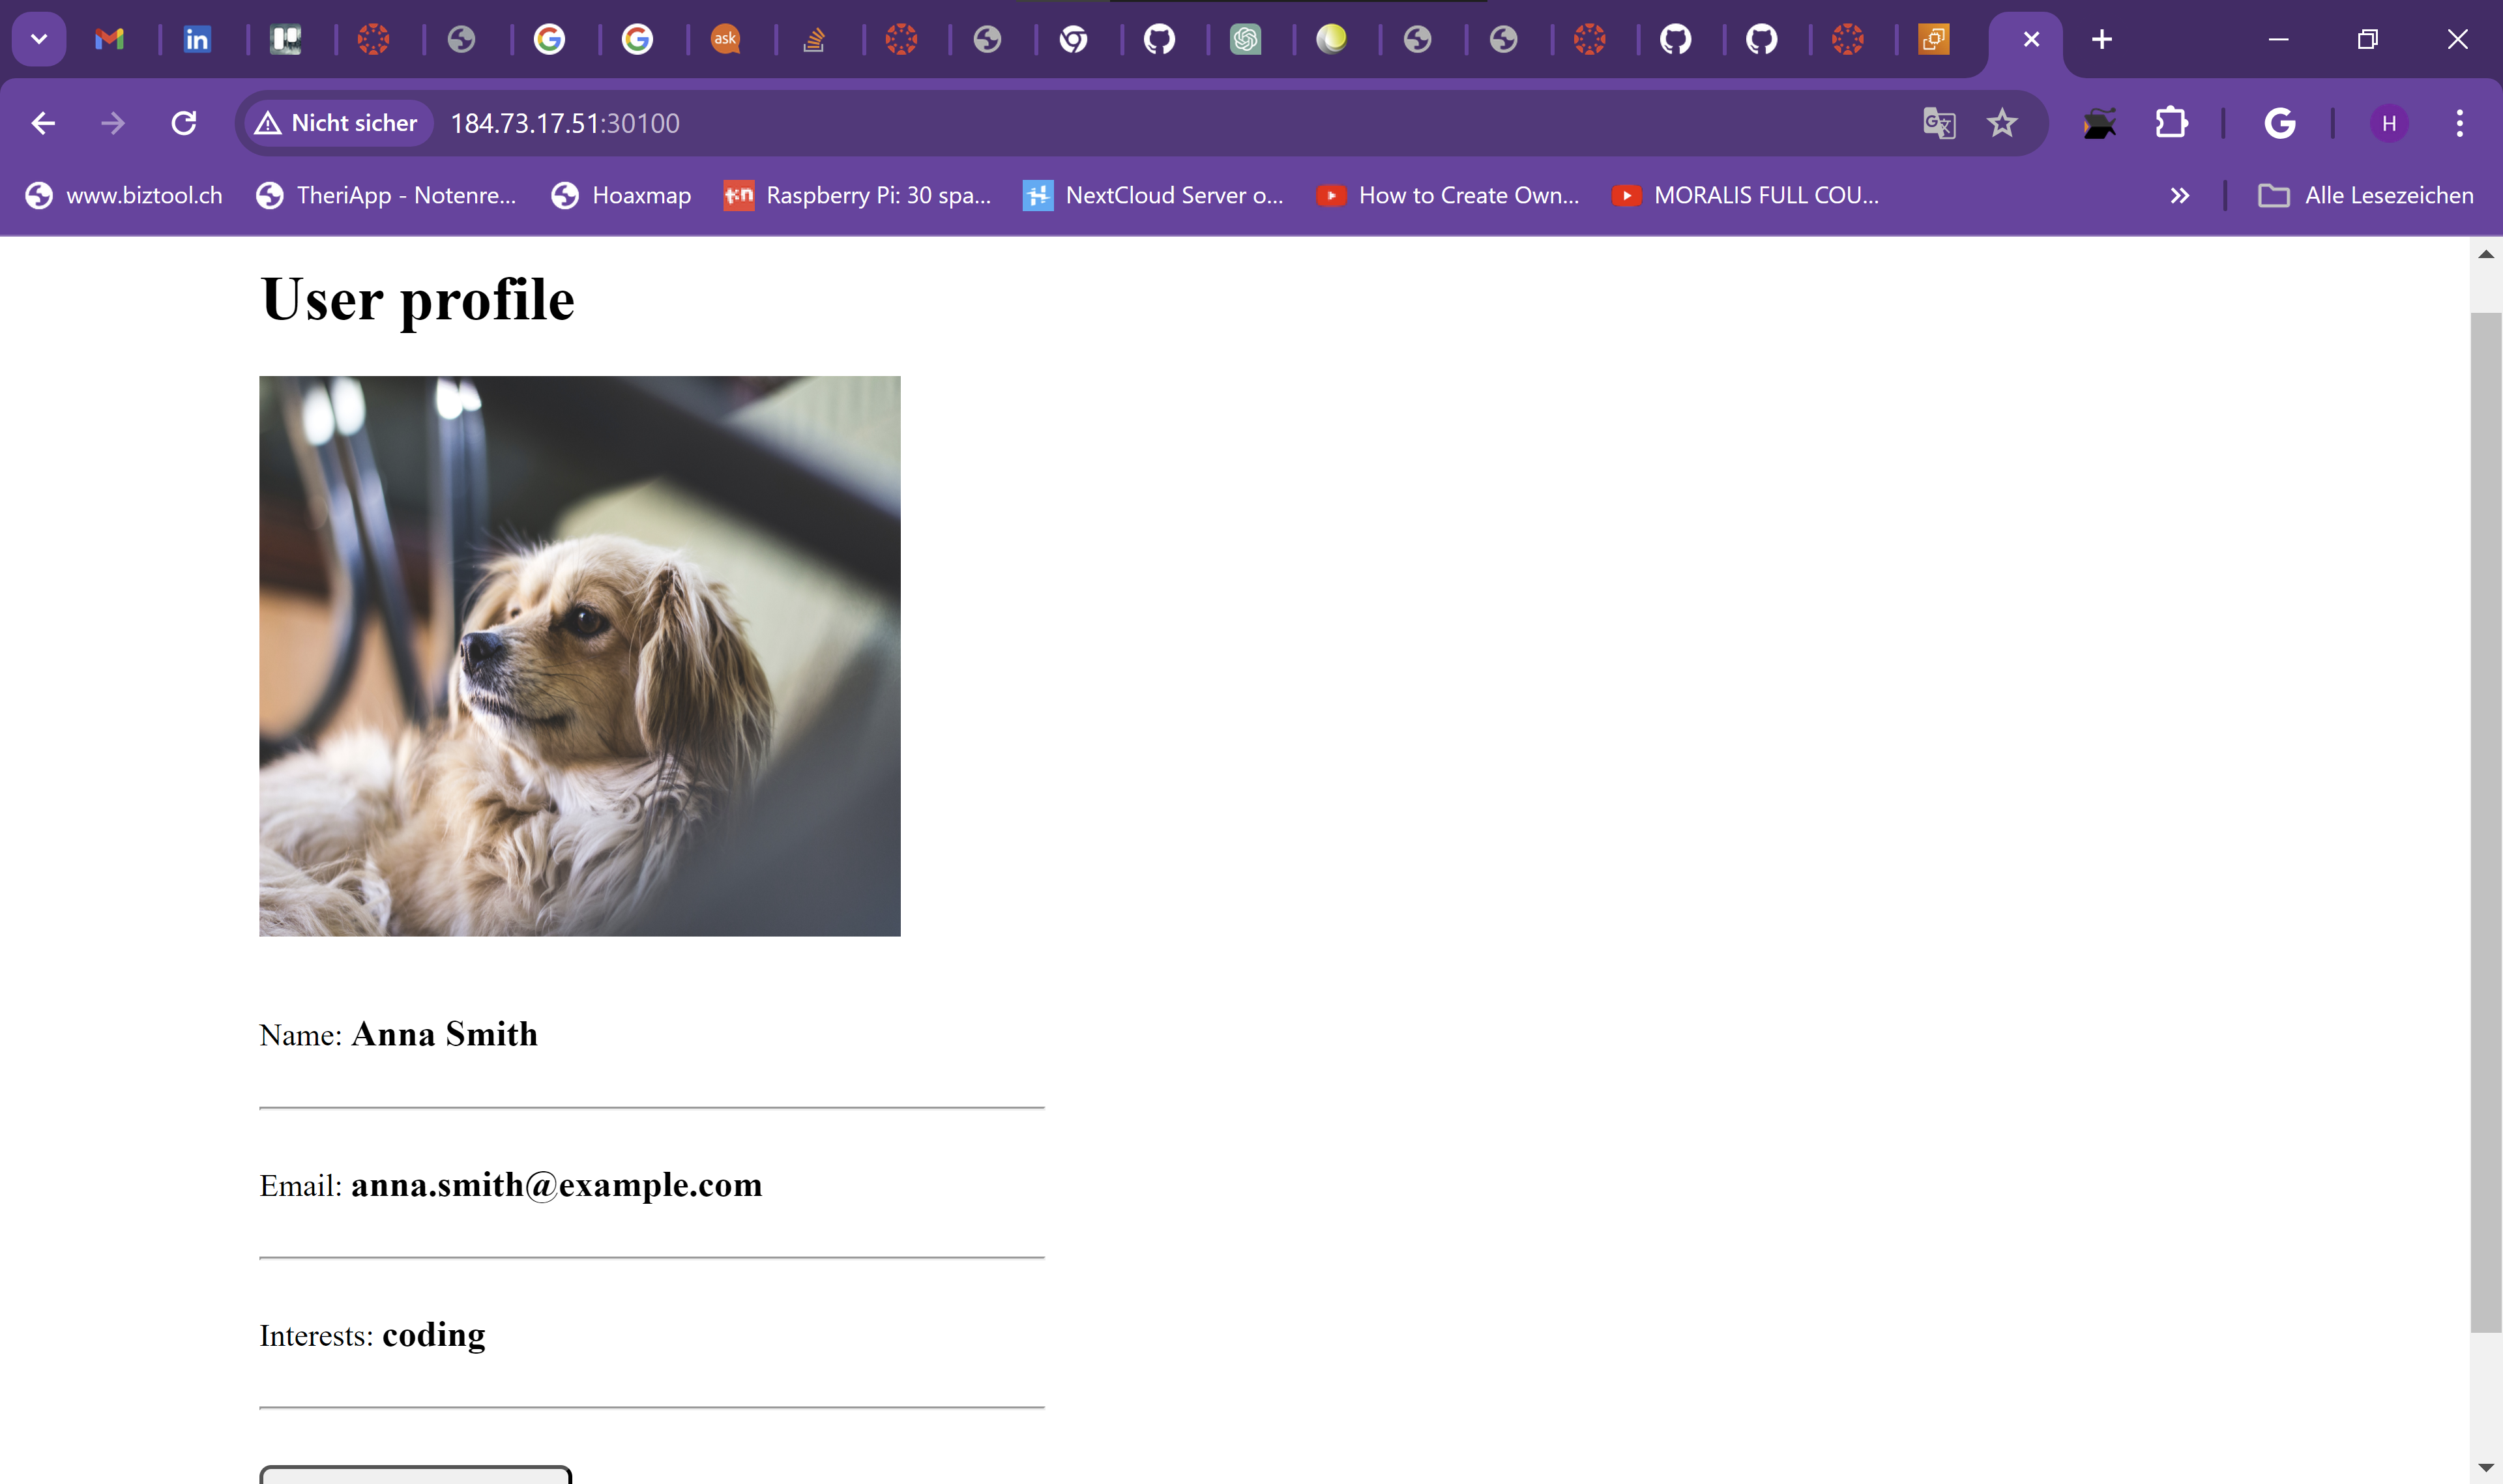 ask
Nicht sicher 184.73.17.51:30100 H
www.biztool.ch TheriApp - Notenre... Hoaxmap Raspberry Pi: 30 spa... NextCloud Server o... How to Create Own... MORALIS FULL COU... Alle Lesezeichen
User profile
Name: Anna Smith
Email: anna.smith@example.com
Interests: coding